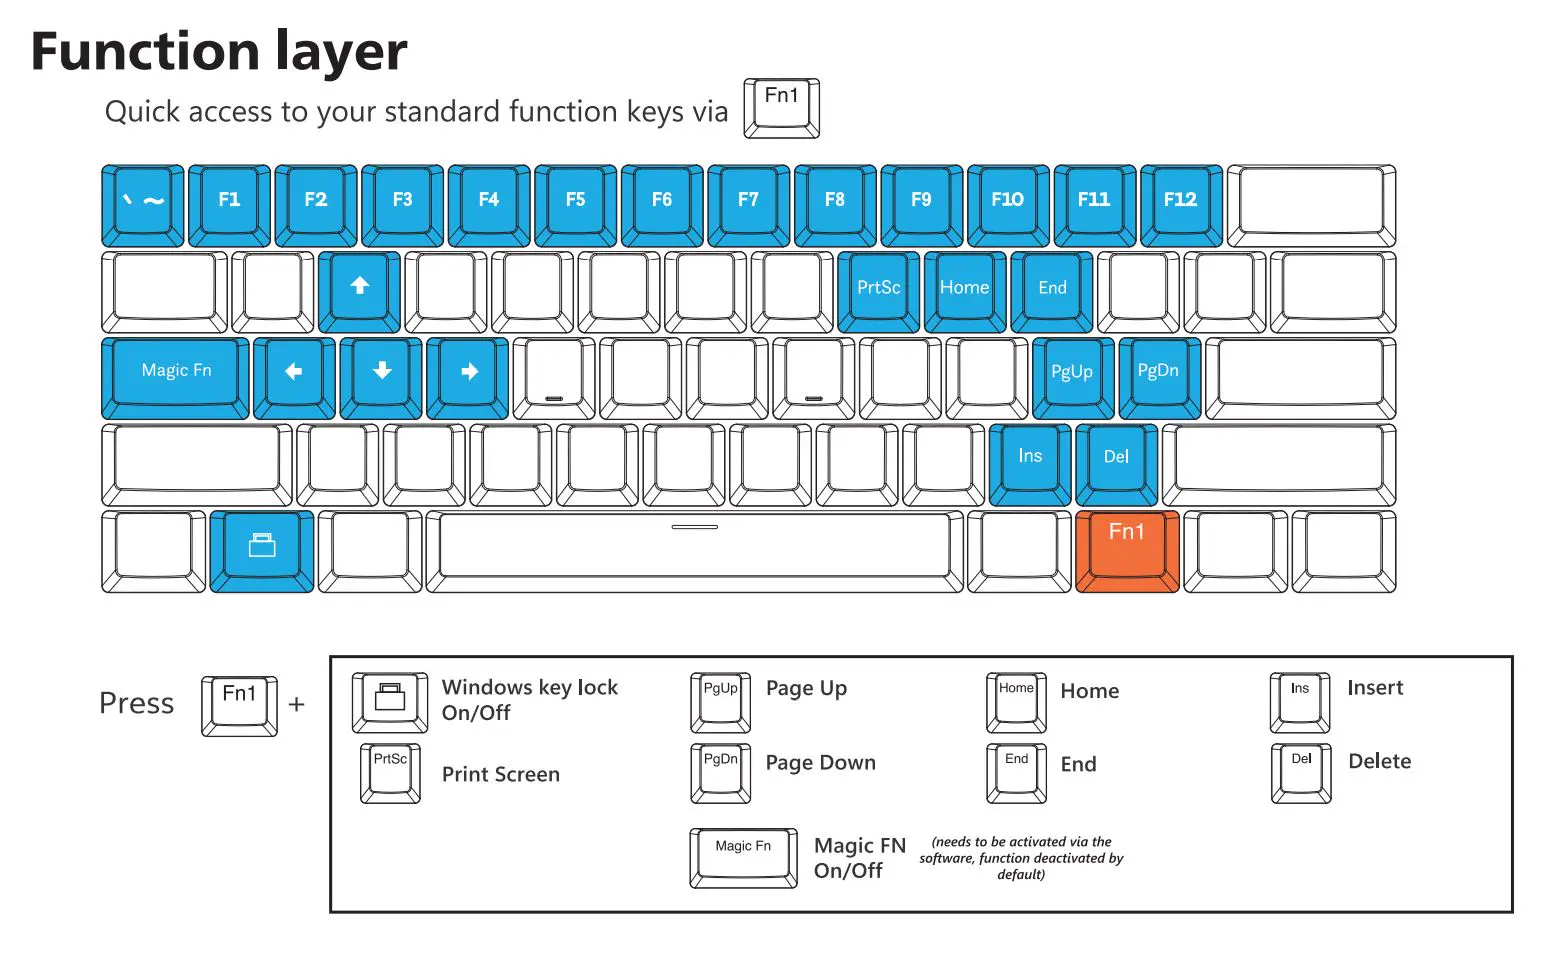 Function layer
Quick access to your standard function keys via Fn1
` ~ F1 F2 F3 F4 F5 F6 F7 F8 F9 F10 F11 F12
PrtSc Home End
Magic Fn PgUp PgDn
Ins Del
Fn1
Press Fn1 +
Windows key lock
On/Off
PgUp Page Up
Home Home
Ins Insert
PrtSc Print Screen
PgDn Page Down
End End
Del Delete
Magic Fn Magic FN
On/Off
(needs to be activated via the
software, function deactivated by
default)